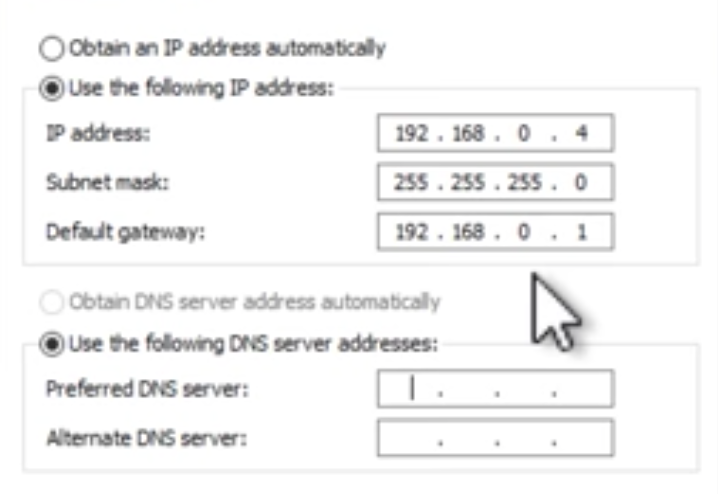 Obtain an IP address automatically
Use the following IP address:
IP address: 192 . 168 . 0 . 4
Subnet mask: 255 . 255 . 255 . 0
Default gateway: 192 . 168 . 0 . 1
Obtain DNS server address automatically
Use the following DNS server addresses:
Preferred DNS server: . . .
Alternate DNS server: . . .